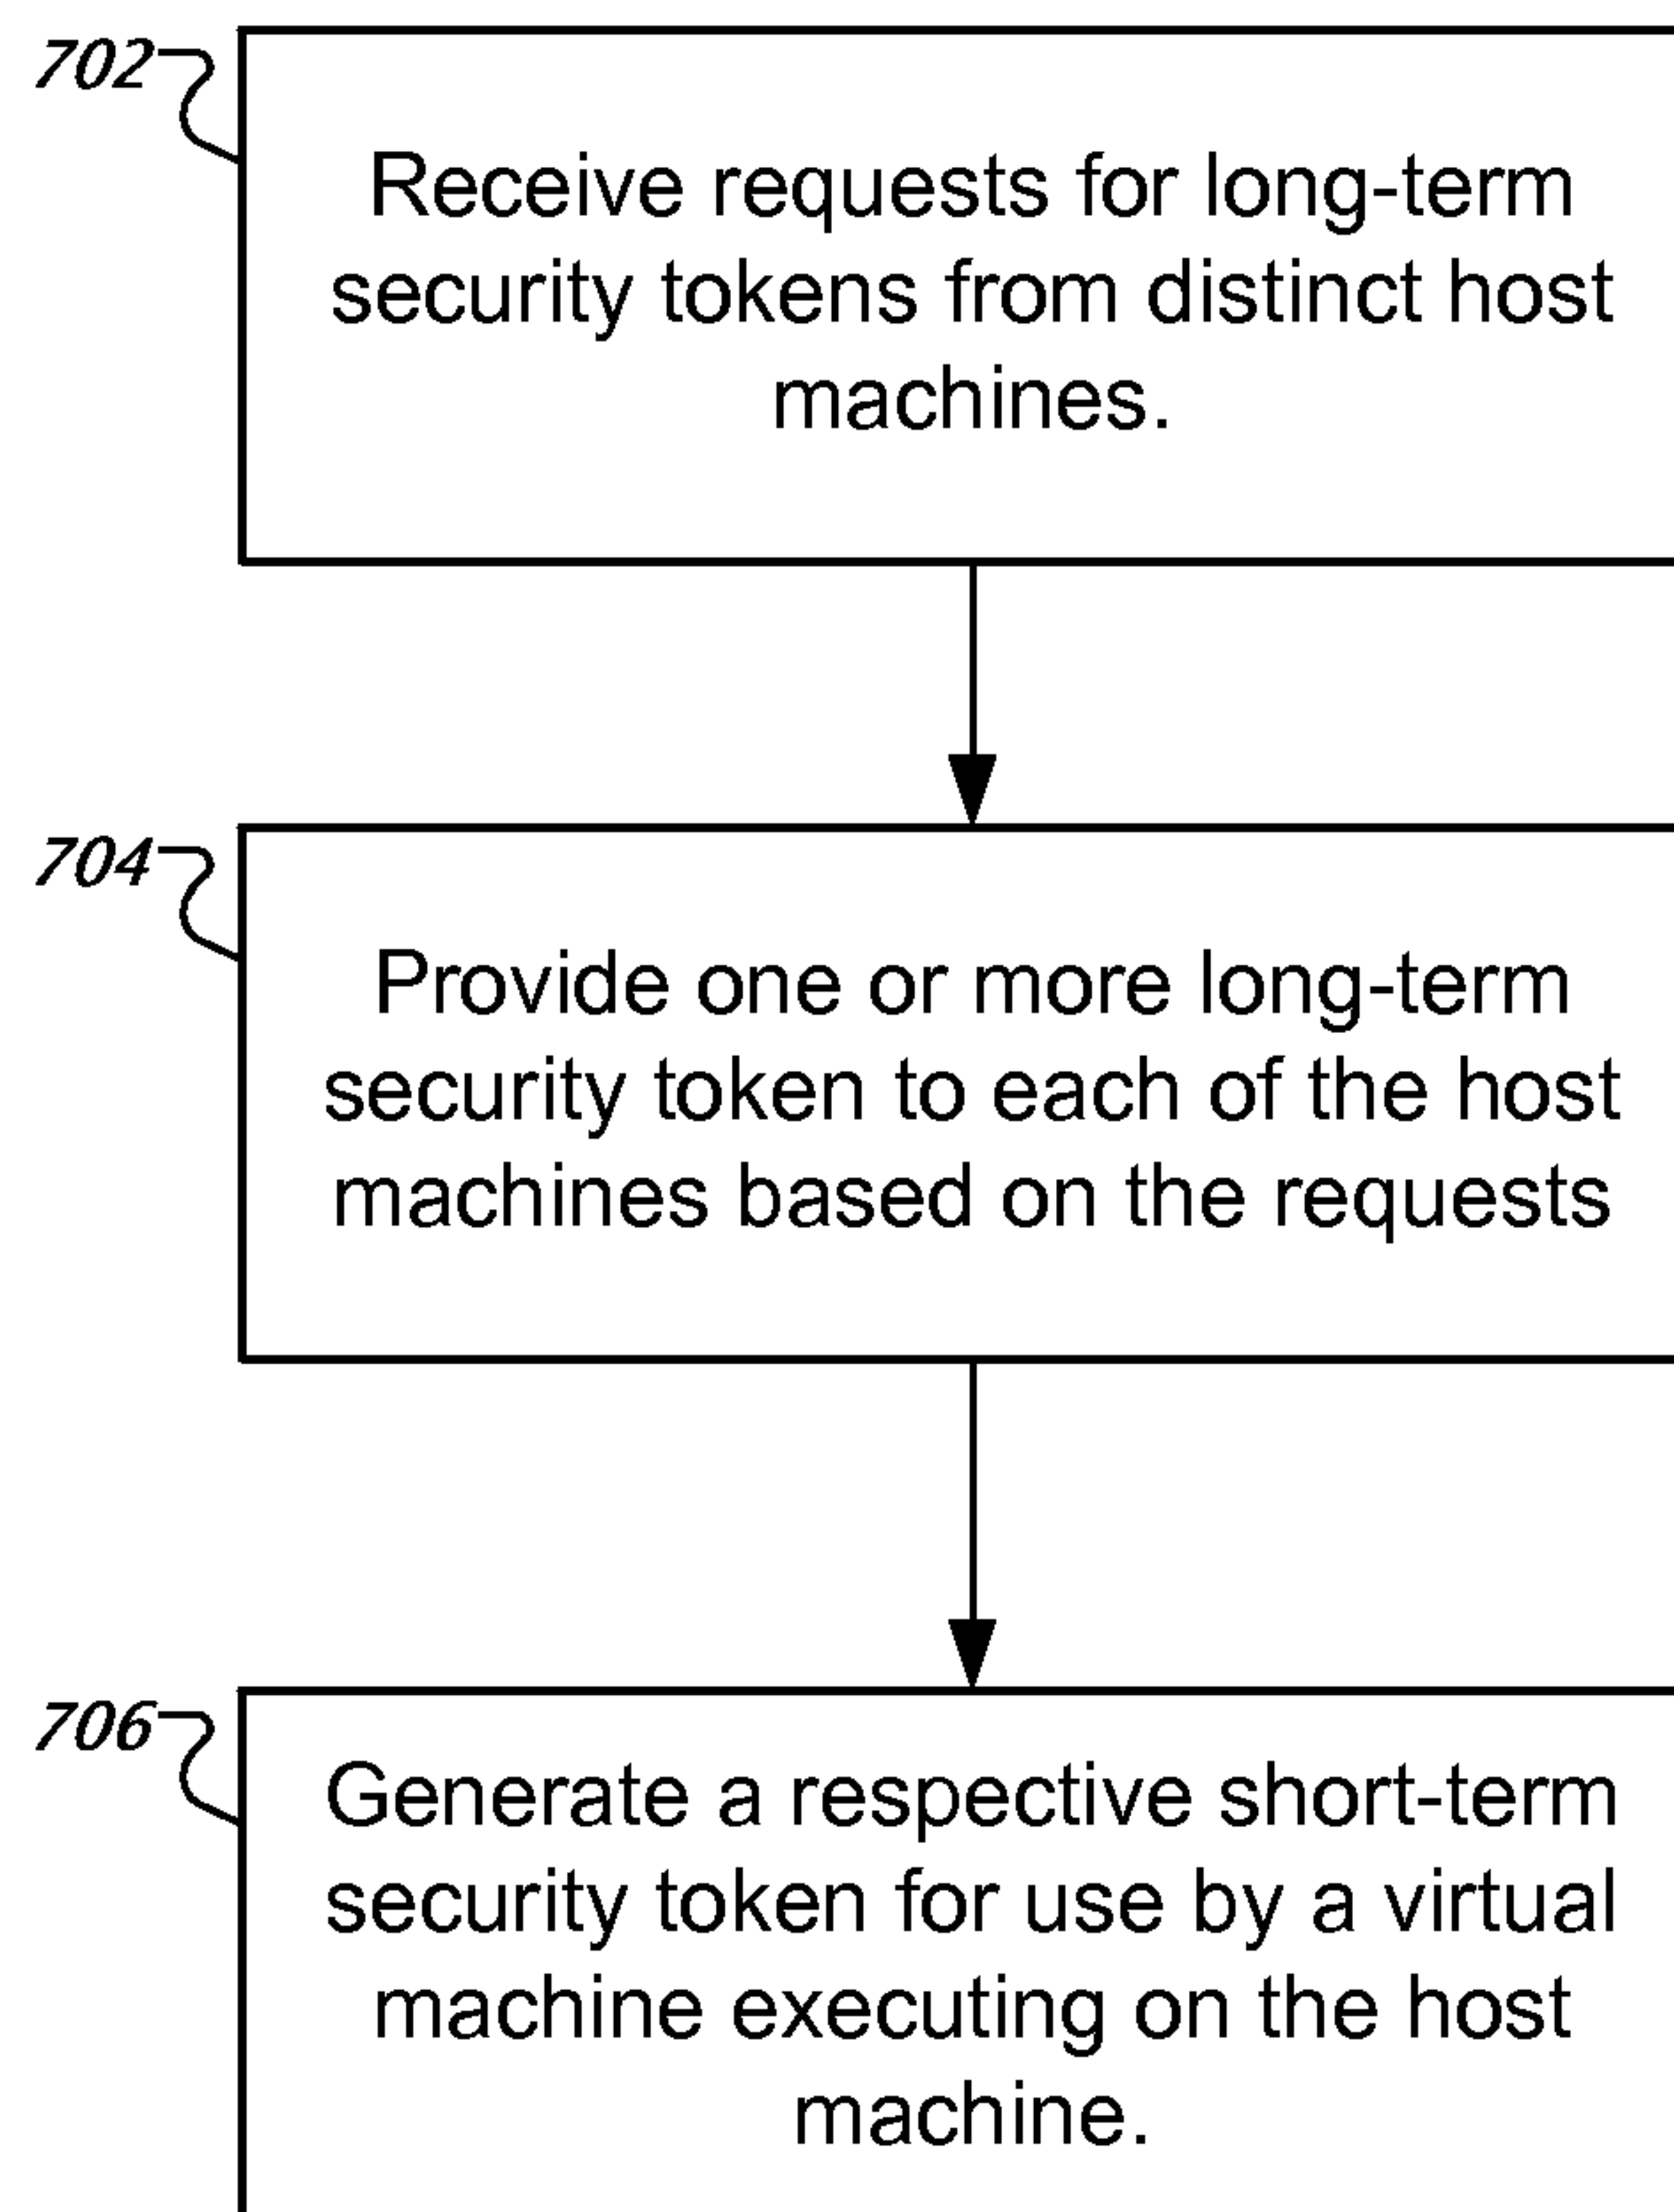 702
Receive requests for long-term
security tokens from distinct host
machines.
704
Provide one or more long-term
security token to each of the host
machines based on the requests
706
Generate a respective short-term
security token for use by a virtual
machine executing on the host
machine.